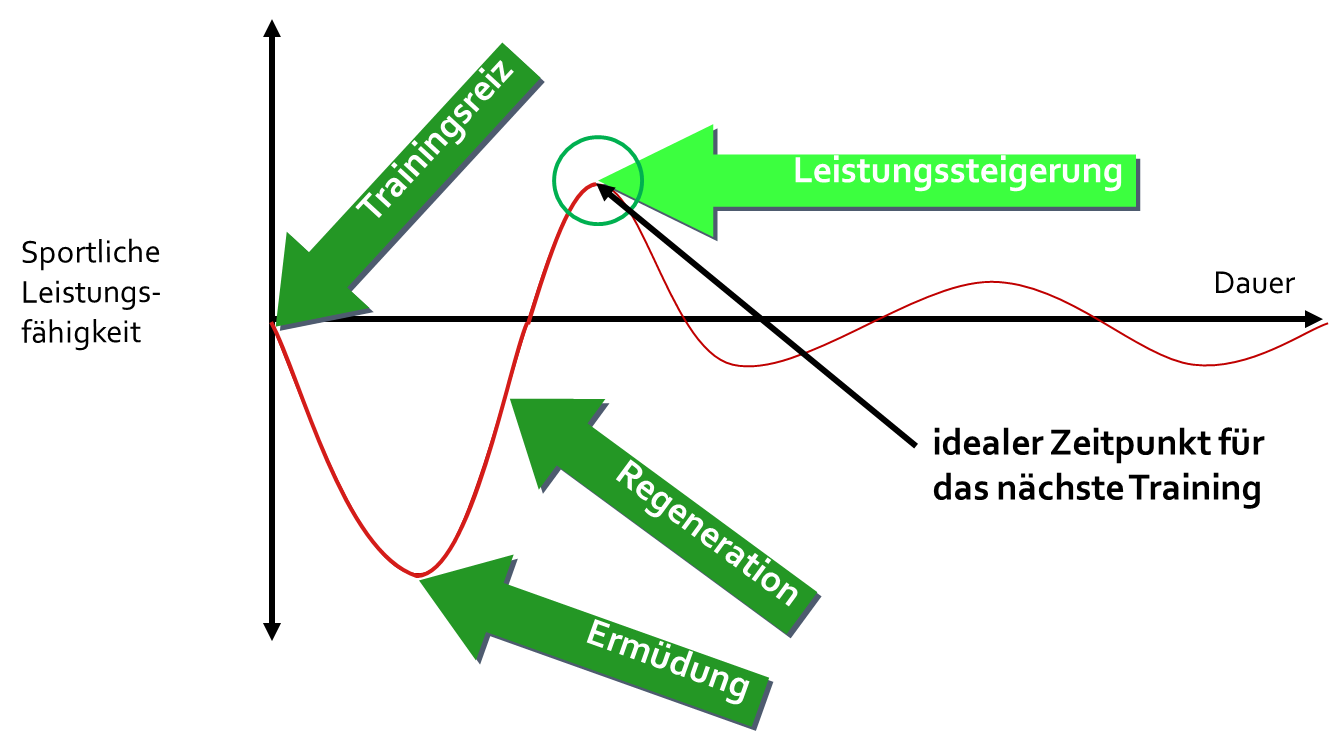 Trainingsreiz
Leistungssteigerung
Sportliche
Leistungs-
fähigkeit
Dauer
idealer Zeitpunkt für
das nächste Training
Regeneration
Ermüdung